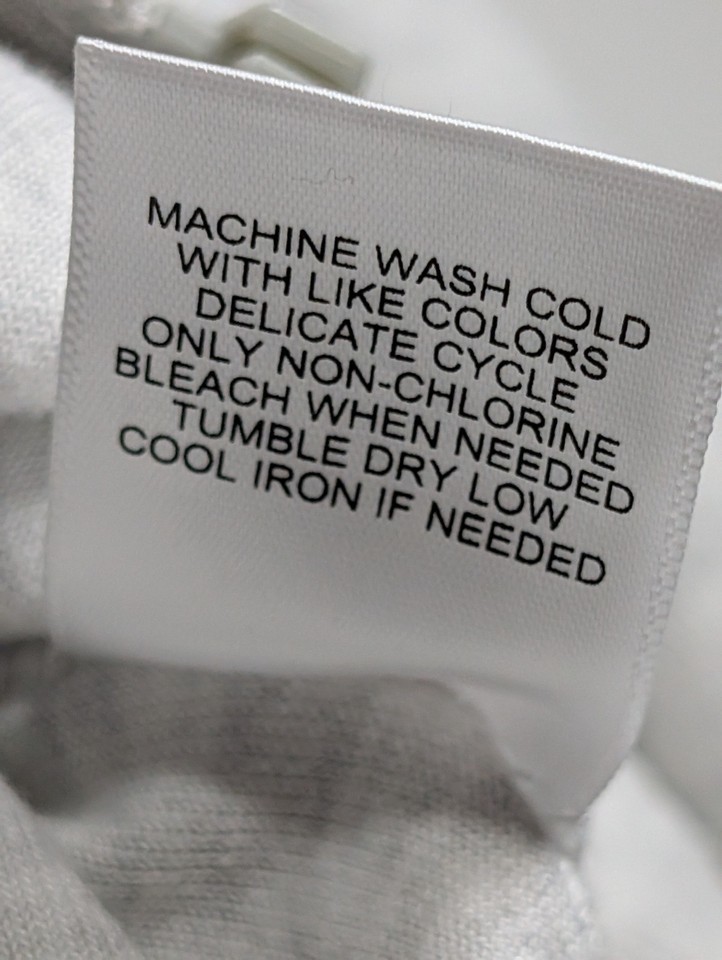 MACHINE WASH COLD
WITH LIKE COLORS
DELICATE CYCLE
ONLY NON-CHLORINE
BLEACH WHEN NEEDED
TUMBLE DRY LOW
COOL IRON IF NEEDED